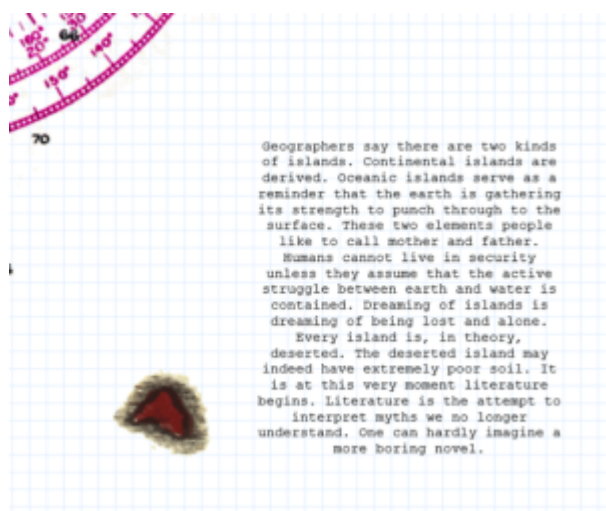 66
160°
20°
150°
140°
70
Geographers say there are two kinds
of islands. Continental islands are
derived. Oceanic islands serve as a
reminder that the earth is gathering
its strength to punch through to the
surface. These two elements people
like to call mother and father.
Humans cannot live in security
unless they assume that the active
struggle between earth and water is
contained. Dreaming of islands is
dreaming of being lost and alone.
Every island is, in theory,
deserted. The deserted island may
indeed have extremely poor soil. It
is at this very moment literature
begins. Literature is the attempt to
interpret myths we no longer
understand. One can hardly imagine a
more boring novel.